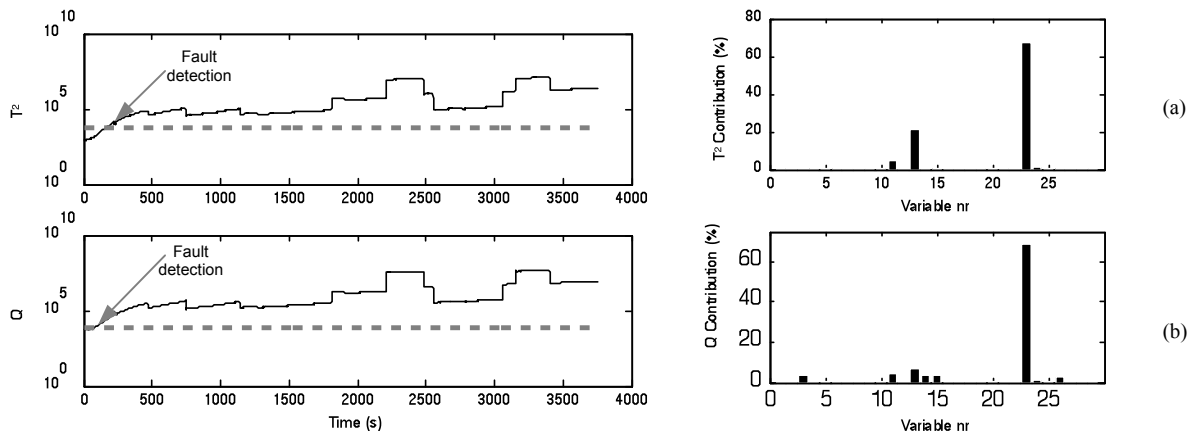 10^10
10^5
10^0
T²
Fault
detection
0 500 1000 1500 2000 2500 3000 3500 4000
80
60
40
20
0
T² Contribution (%)
0 5 10 15 20 25
Variable nr
(a)
10^10
10^5
10^0
Q
Fault
detection
0 500 1000 1500 2000 2500 3000 3500 4000
Time (s)
60
40
20
0
Q Contribution (%)
0 5 10 15 20 25
Variable nr
(b)